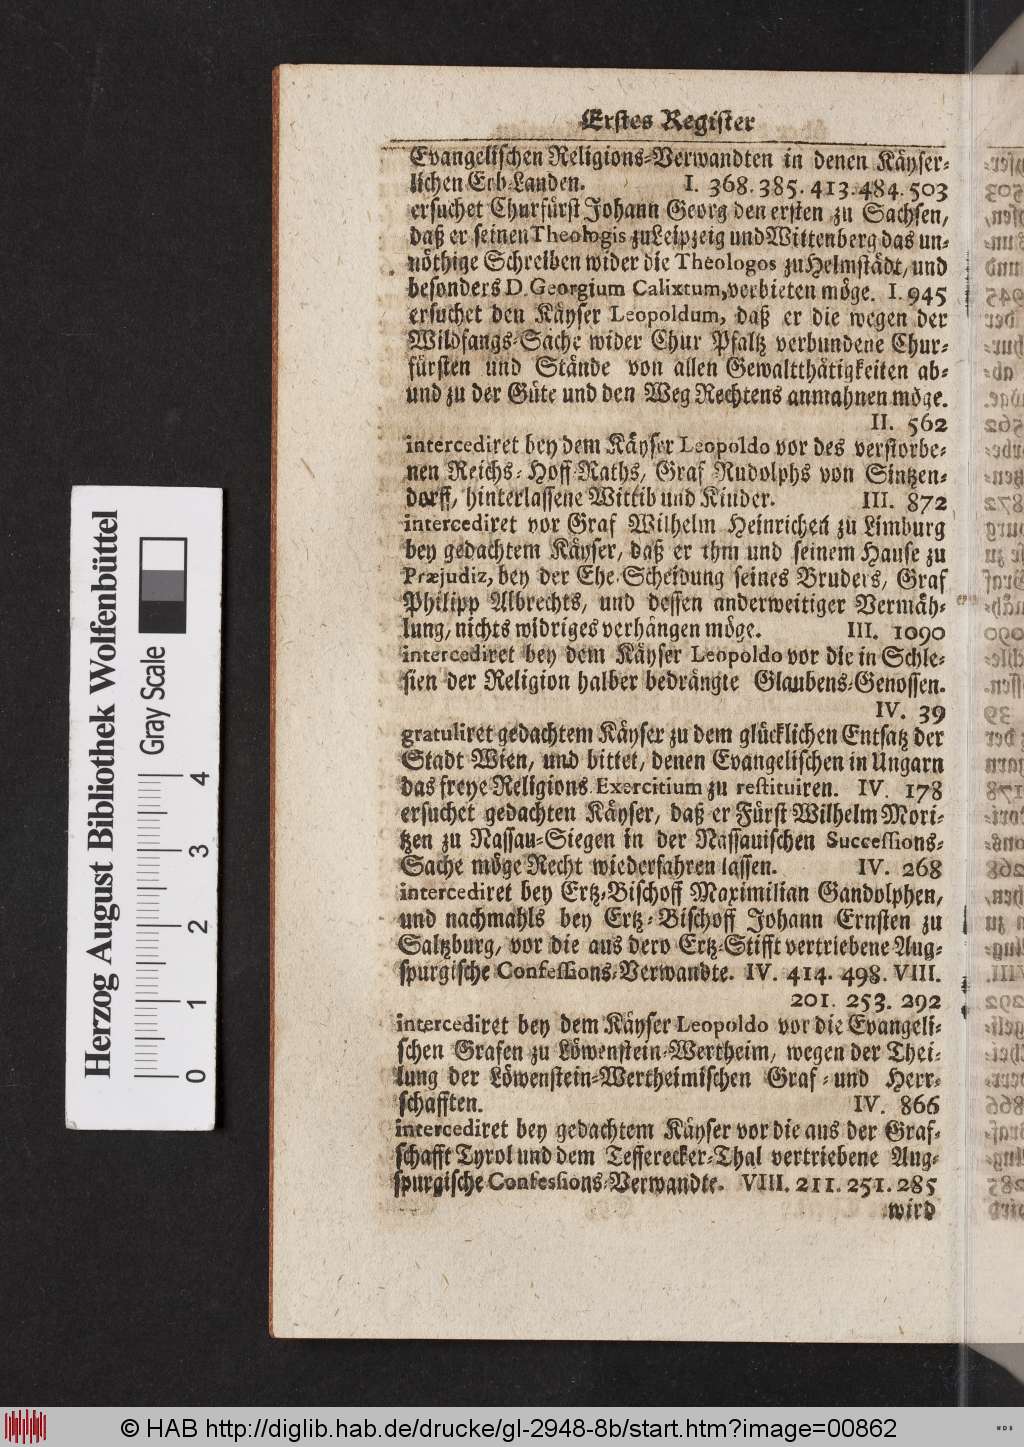 Erstes Register
Evangelischen Religions-Verwandten in denen Käyser-
lichen Erb-Landen. I. 368. 385. 413. 484. 503
ersuchet Churfürst Johann Georg den ersten zu Sachsen,
daß er seinen Theologis zu Leipzeig und Wittenberg das un-
nöthige Schreiben wider die Theologos zu Helmstädt, und
besonders D. Georgium Calixtum, verbieten möge. I. 945
ersuchet den Käyser Leopoldum, daß er die wegen der
Wildfangs-Sache wider Chur Pfaltz verbundene Chur-
fürsten und Stände von allen Gewaltthätigkeiten ab-
und zu der Güte und den Weg Rechtens anmahnen möge.
II. 562
intercediret bey dem Käyser Leopoldo vor des verstorbe-
nen Reichs-Hoff-Raths, Graf Rudolphs von Sintzen-
dorff, hinterlassene Wittib und Kinder. III. 872
intercediret vor Graf Wilhelm Heinrichen zu Limburg
bey gedachtem Käyser, daß er ihm und seinem Hause zu
Præjudiz, bey der Ehe-Scheidung seines Bruders, Graf
Philipp Albrechts, und dessen anderweitiger Vermäh-
lung, nichts widriges verhängen möge. III. 1090
intercediret bey dem Käyser Leopoldo vor die in Schle-
sien der Religion halber bedrängte Glaubens-Genossen.
IV. 39
gratuliret gedachtem Käyser zu dem glücklichen Entsatz der
Stadt Wien, und bittet, denen Evangelischen in Ungarn
das freye Religions-Exercitium zu restituiren. IV. 178
ersuchet gedachten Käyser, daß er Fürst Wilhelm Mori-
tzen zu Nassau-Siegen in der Nassauischen Successions-
Sache möge Recht wiederfahren lassen. IV. 268
intercediret bey Ertz-Bischoff Maximilian Gandolphen,
und nachmahls bey Ertz-Bischoff Johann Ernsten zu
Saltzburg, vor die aus dero Ertz-Stifft vertriebene Aug-
spurgische Confessions-Verwandte. IV. 414. 498. VIII.
201. 253. 292
intercediret bey dem Käyser Leopoldo vor die Evangeli-
schen Grafen zu Löwenstein-Wertheim, wegen der Thei-
lung der Löwenstein-Wertheimischen Graf- und Herr-
schafften. IV. 866
intercediret bey gedachtem Käyser vor die aus der Graf-
schafft Tyrol und dem Tefferecker-Thal vertriebene Aug-
spurgische Confessions-Verwandte. VIII. 211. 251. 285
wird
Herzog August Bibliothek Wolfenbüttel
Gray Scale
0 1 2 3 4
© HAB http://diglib.hab.de/drucke/gl-2948-8b/start.htm?image=00862